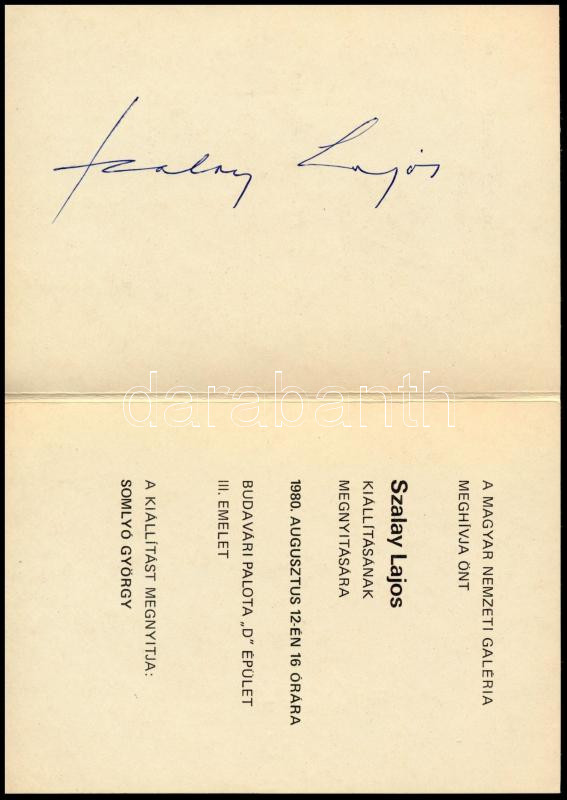 Szalay Lajos
darabanth
A MAGYAR NEMZETI GALÉRIA
MEGHÍVJA ÖNT
Szalay Lajos
KIÁLLÍTÁSÁNAK
MEGNYITÁSÁRA
1980. AUGUSZTUS 12-ÉN 16 ÓRÁRA
BUDAVÁRI PALOTA „D” ÉPÜLET
III. EMELET
A KIÁLLÍTÁST MEGNYITJA:
SOMLYÓ GYÖRGY